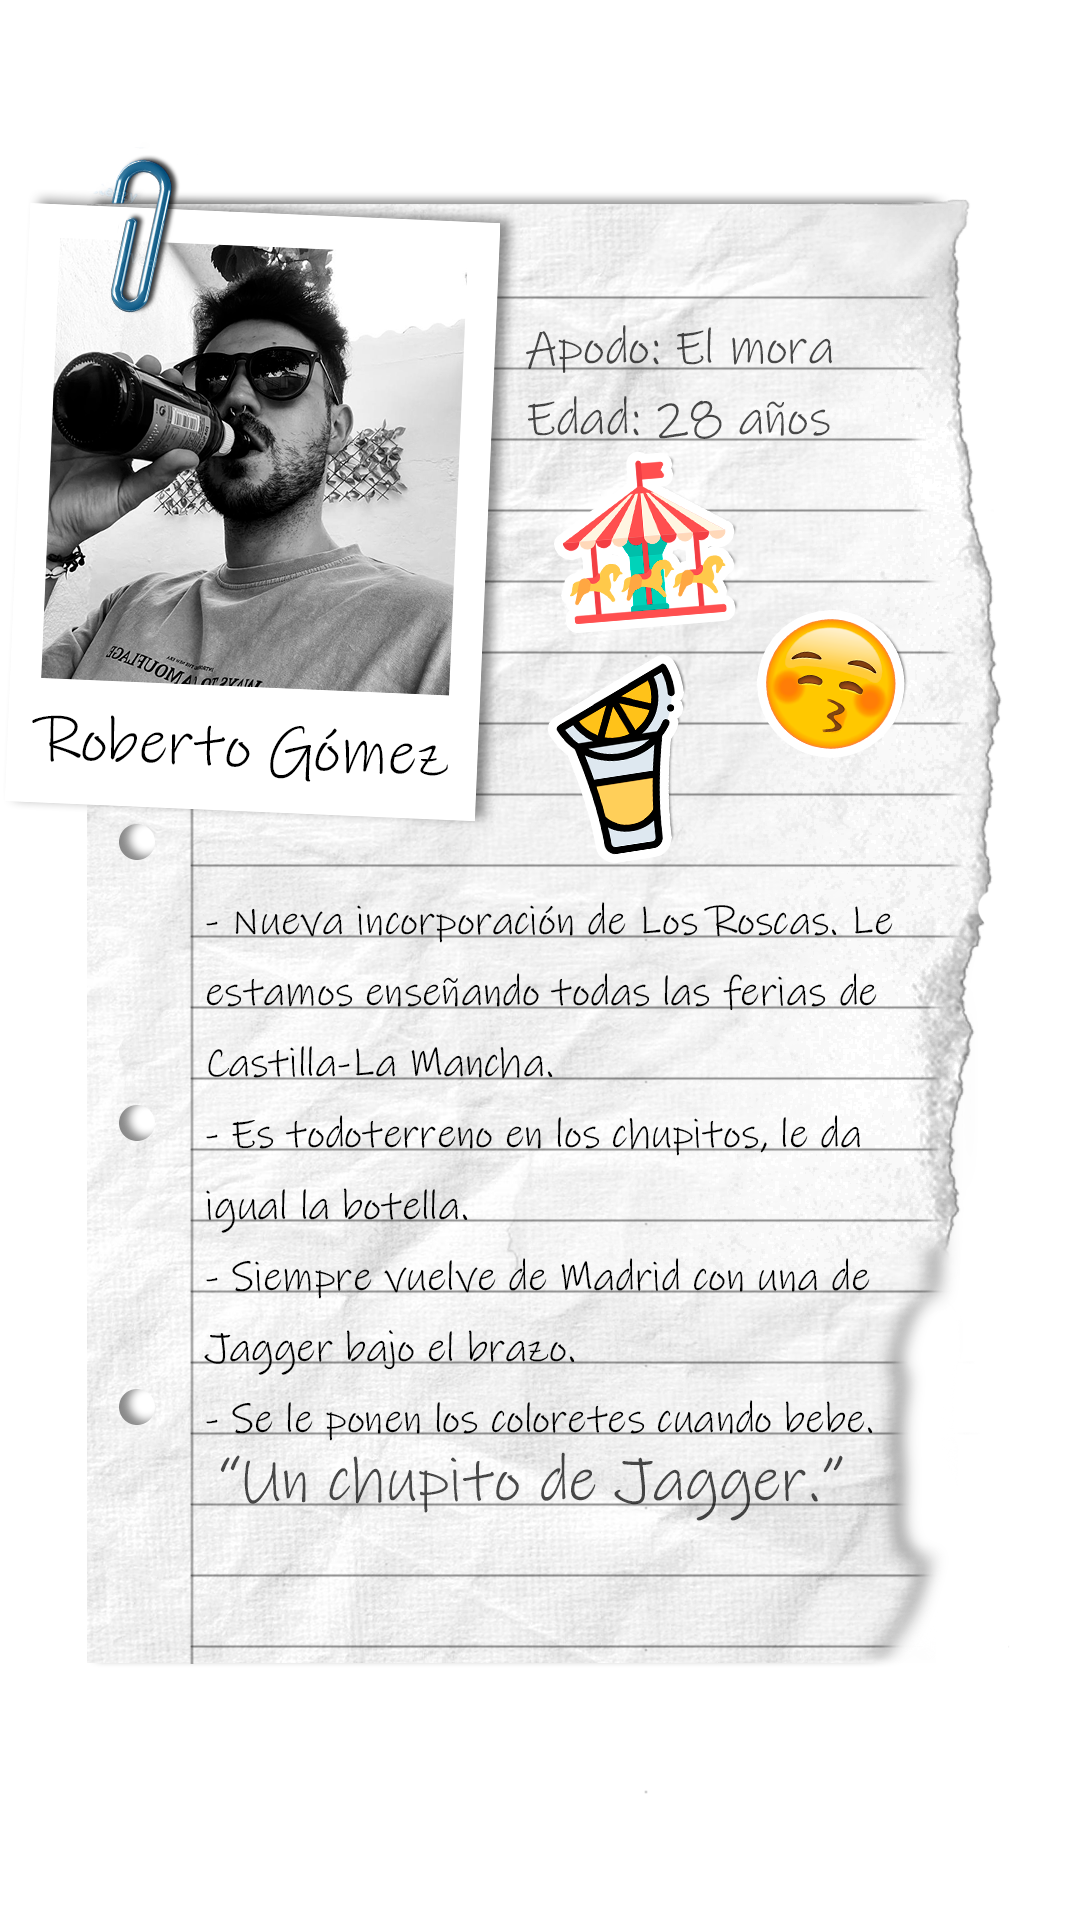 Apodo: El mora
Edad: 28 años
Roberto Gómez
- Nueva incorporación de Los Roscas. Le
estamos enseñando todas las ferias de
Castilla-La Mancha.
- Es todoterreno en los chupitos, le da
igual la botella.
- Siempre vuelve de Madrid con una de
Jagger bajo el brazo.
- Se le ponen los coloretes cuando bebe.
“Un chupito de Jagger.”